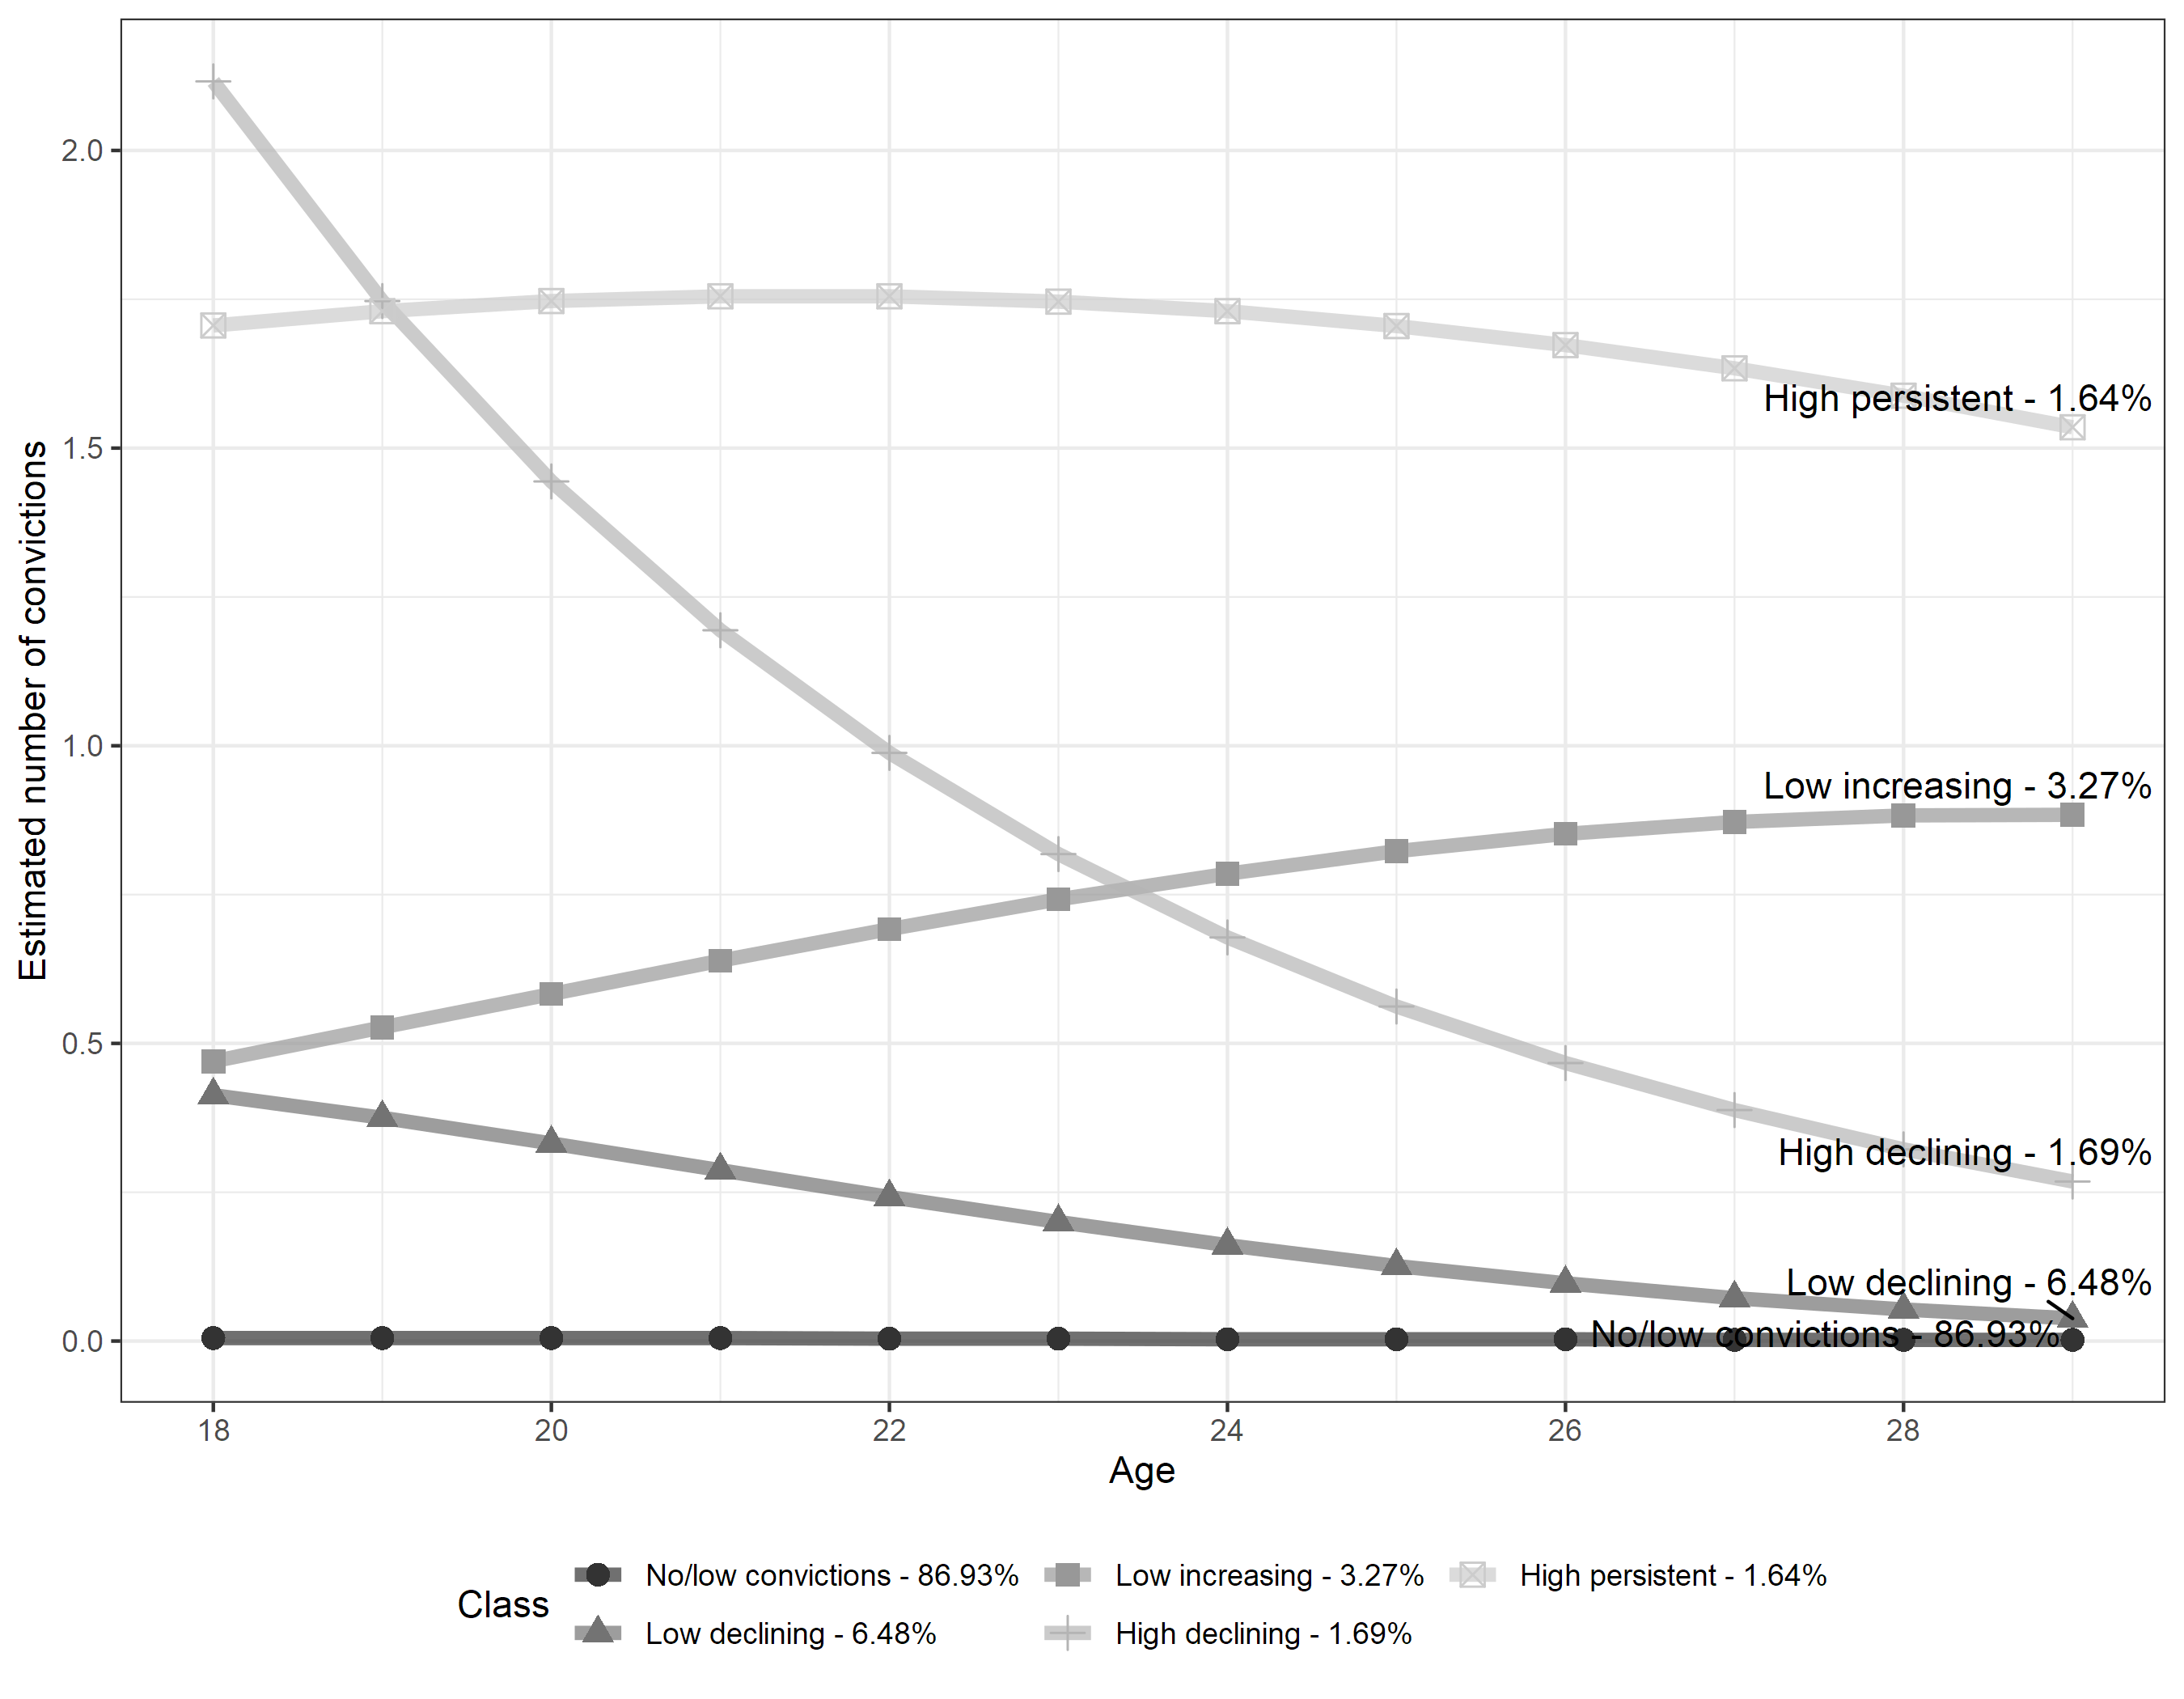 Estimated number of convictions
2.0
1.5
1.0
0.5
0.0
High persistent - 1.64%
Low increasing - 3.27%
High declining - 1.69%
Low declining - 6.48%
No/low convictions - 86.93%
18 20 22 24 26 28
Age
Class
No/low convictions - 86.93% Low increasing - 3.27% High persistent - 1.64%
Low declining - 6.48% High declining - 1.69%